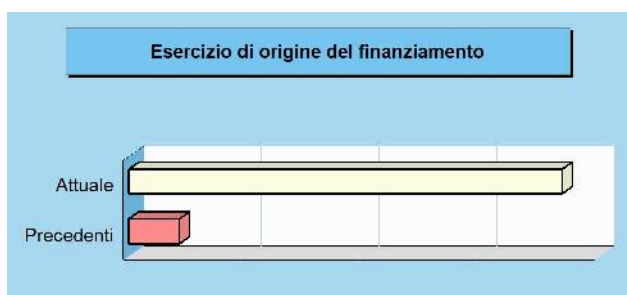 Esercizio di origine del finanziamento
Attuale
Precedenti